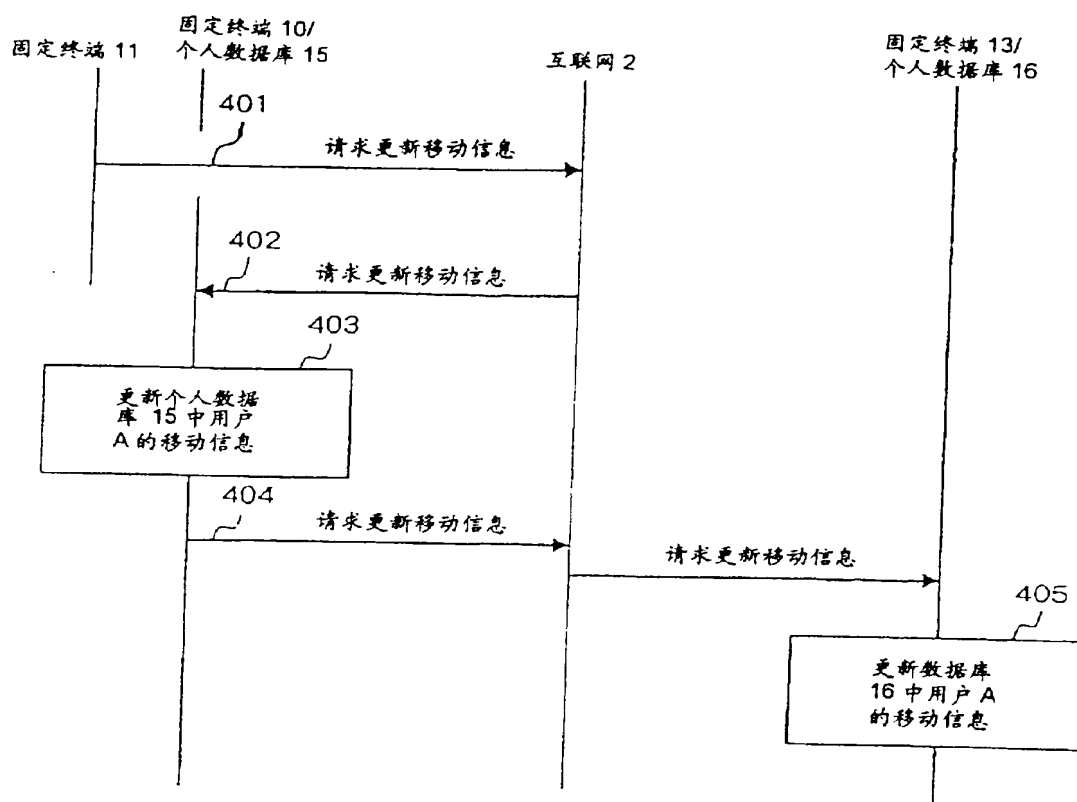 固定终端 11
固定终端 10/
个人数据库 15
互联网 2
固定终端 13/
个人数据库 16
401
请求更新移动信息
402
请求更新移动信息
403
更新个人数据
库 15 中用户
A 的移动信息
404
请求更新移动信息
请求更新移动信息
405
更新数据库
16 中用户 A
的移动信息